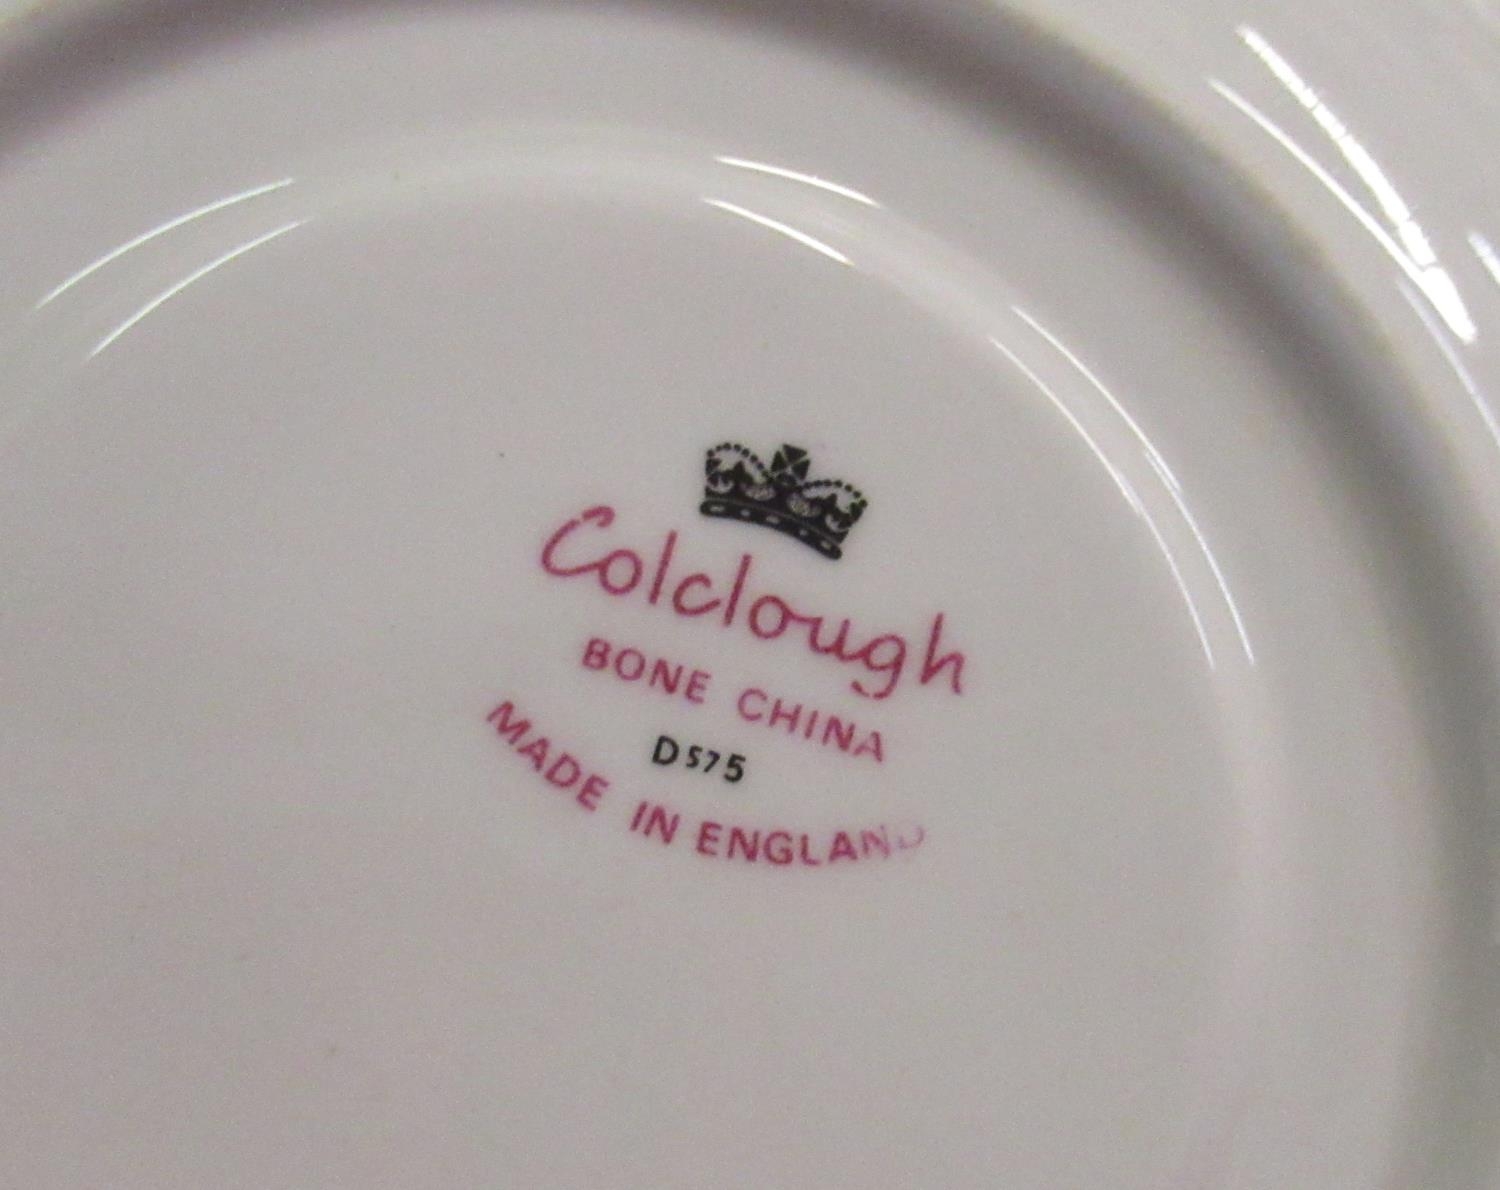 Colclough
BONE CHINA
D575
MADE IN ENGLAND